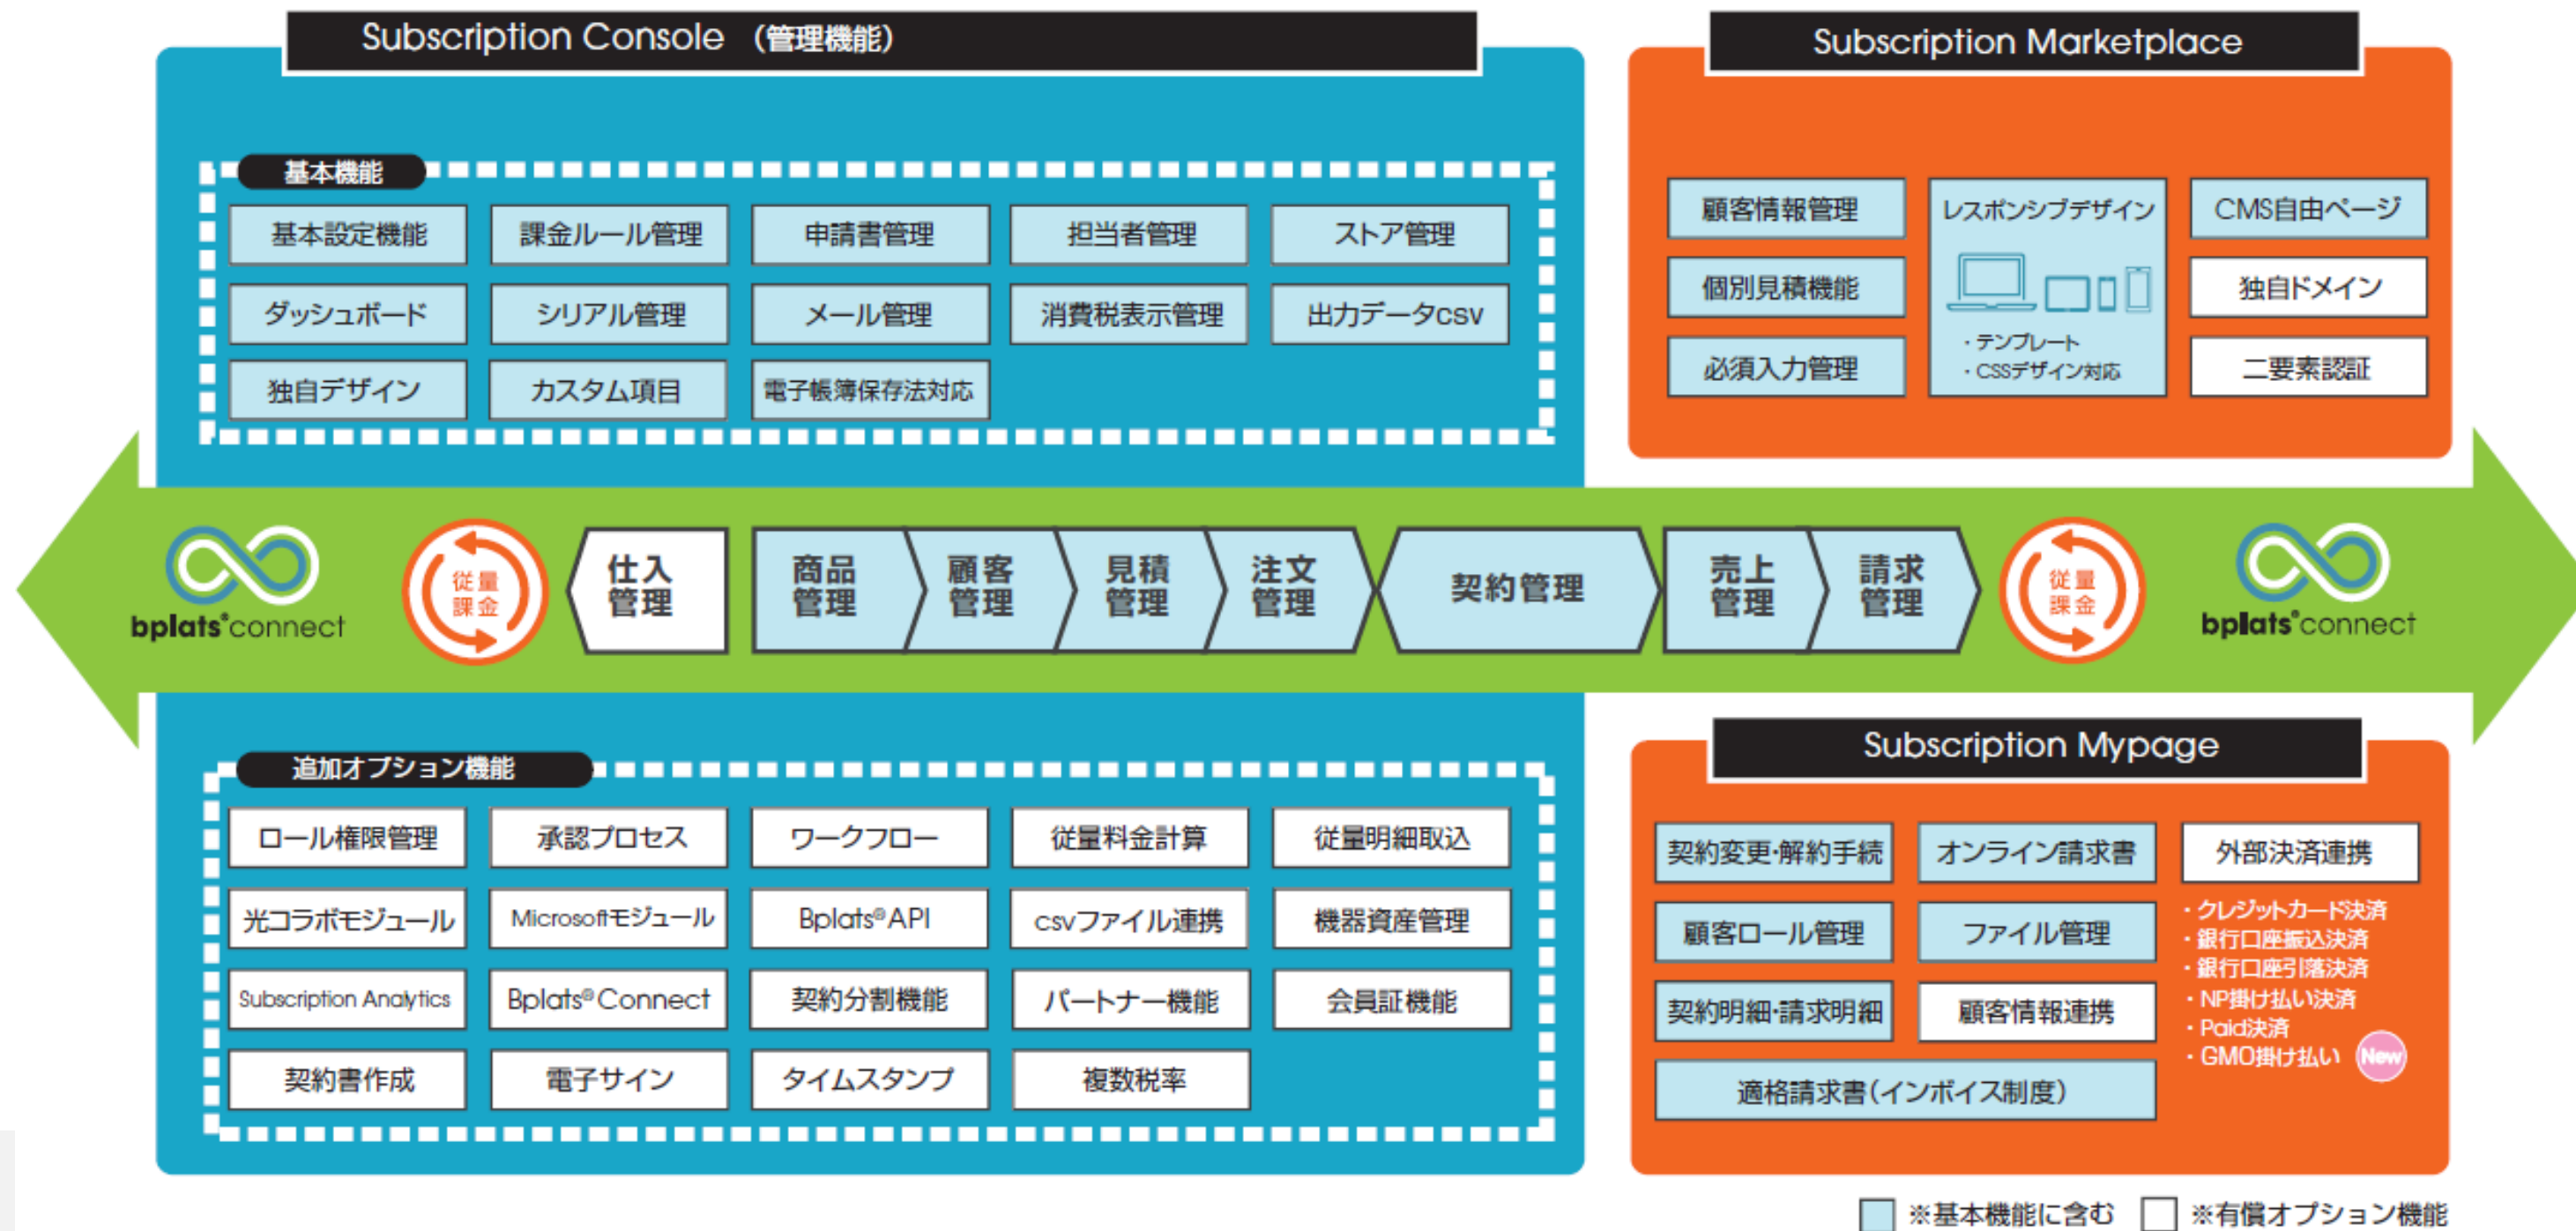 Subscription Console （管理機能）
基本機能
基本設定機能
課金ルール管理
申請書管理
担当者管理
ストア管理
ダッシュボード
シリアル管理
メール管理
消費税表示管理
出力データcsv
独自デザイン
カスタム項目
電子帳簿保存法対応
Subscription Marketplace
顧客情報管理
レスポンシブデザイン
CMS自由ページ
個別見積機能
独自ドメイン
・テンプレート
・CSSデザイン対応
必須入力管理
二要素認証
bplats®connect
従量
課金
仕入
管理
商品
管理
顧客
管理
見積
管理
注文
管理
契約管理
売上
管理
請求
管理
従量
課金
bplats®connect
追加オプション機能
ロール権限管理
承認プロセス
ワークフロー
従量料金計算
従量明細取込
光コラボモジュール
Microsoftモジュール
Bplats®API
csvファイル連携
機器資産管理
Subscription Analytics
Bplats®Connect
契約分割機能
パートナー機能
会員証機能
契約書作成
電子サイン
タイムスタンプ
複数税率
Subscription Mypage
契約変更・解約手続
オンライン請求書
外部決済連携
顧客ロール管理
ファイル管理
・クレジットカード決済
・銀行口座振込決済
・銀行口座引落決済
・NP掛け払い決済
・Paid決済
・GMO掛け払い
New
契約明細・請求明細
顧客情報連携
適格請求書（インボイス制度）
※基本機能に含む
※有償オプション機能